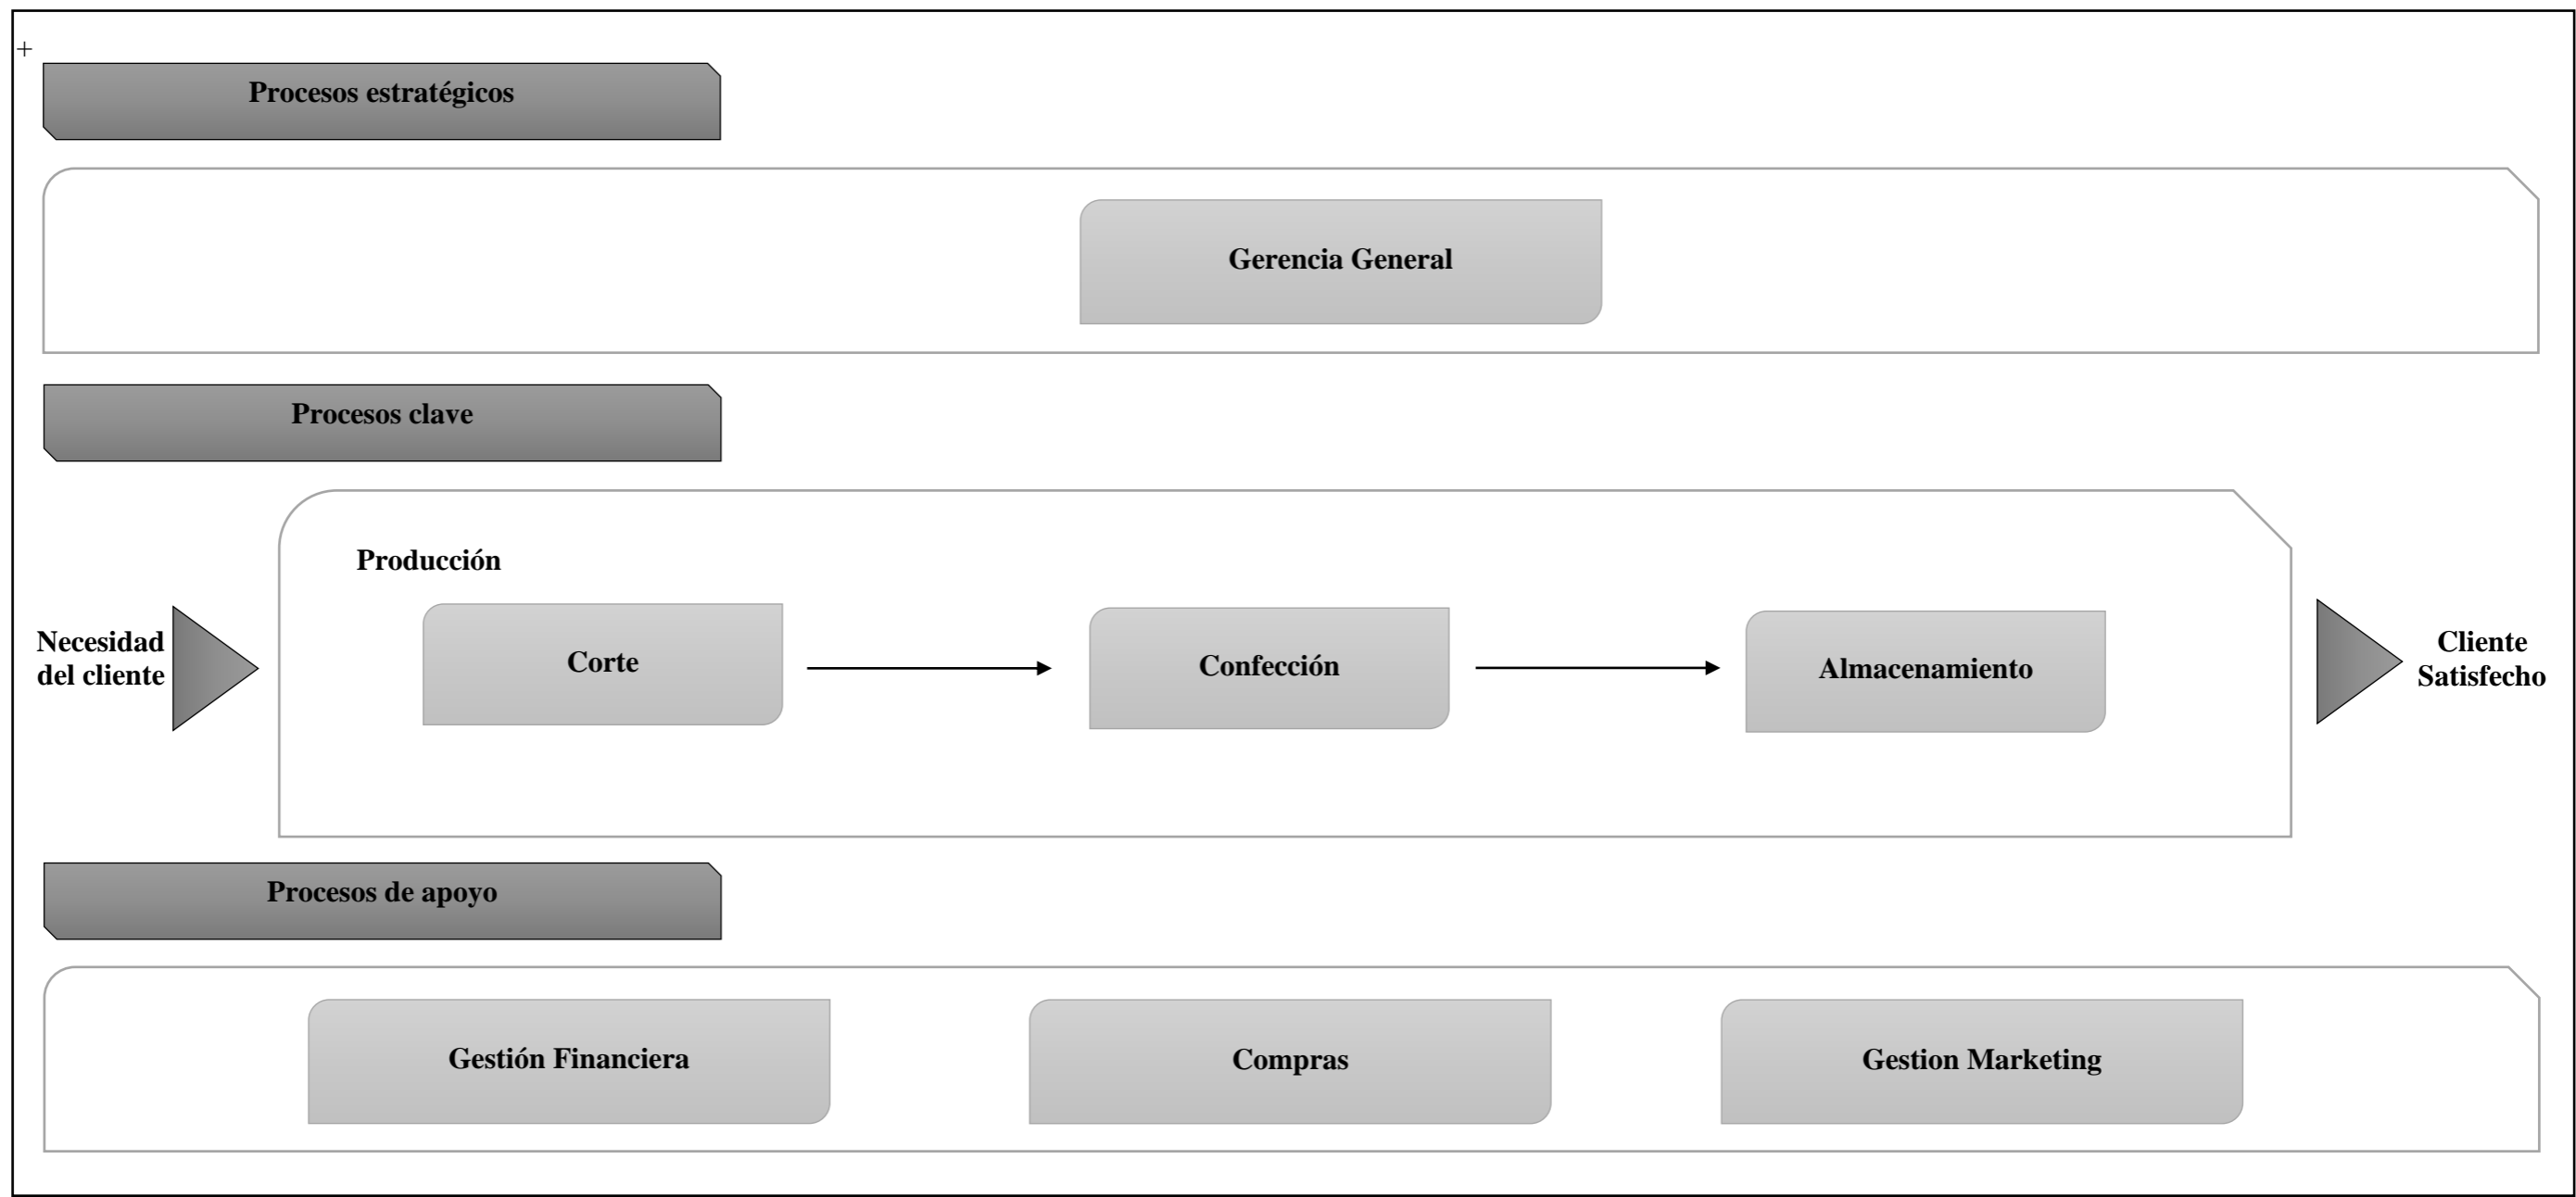 +
Procesos estratégicos
Gerencia General
Procesos clave
Producción
Necesidad
del cliente
Corte
Confección
Almacenamiento
Cliente
Satisfecho
Procesos de apoyo
Gestión Financiera
Compras
Gestion Marketing